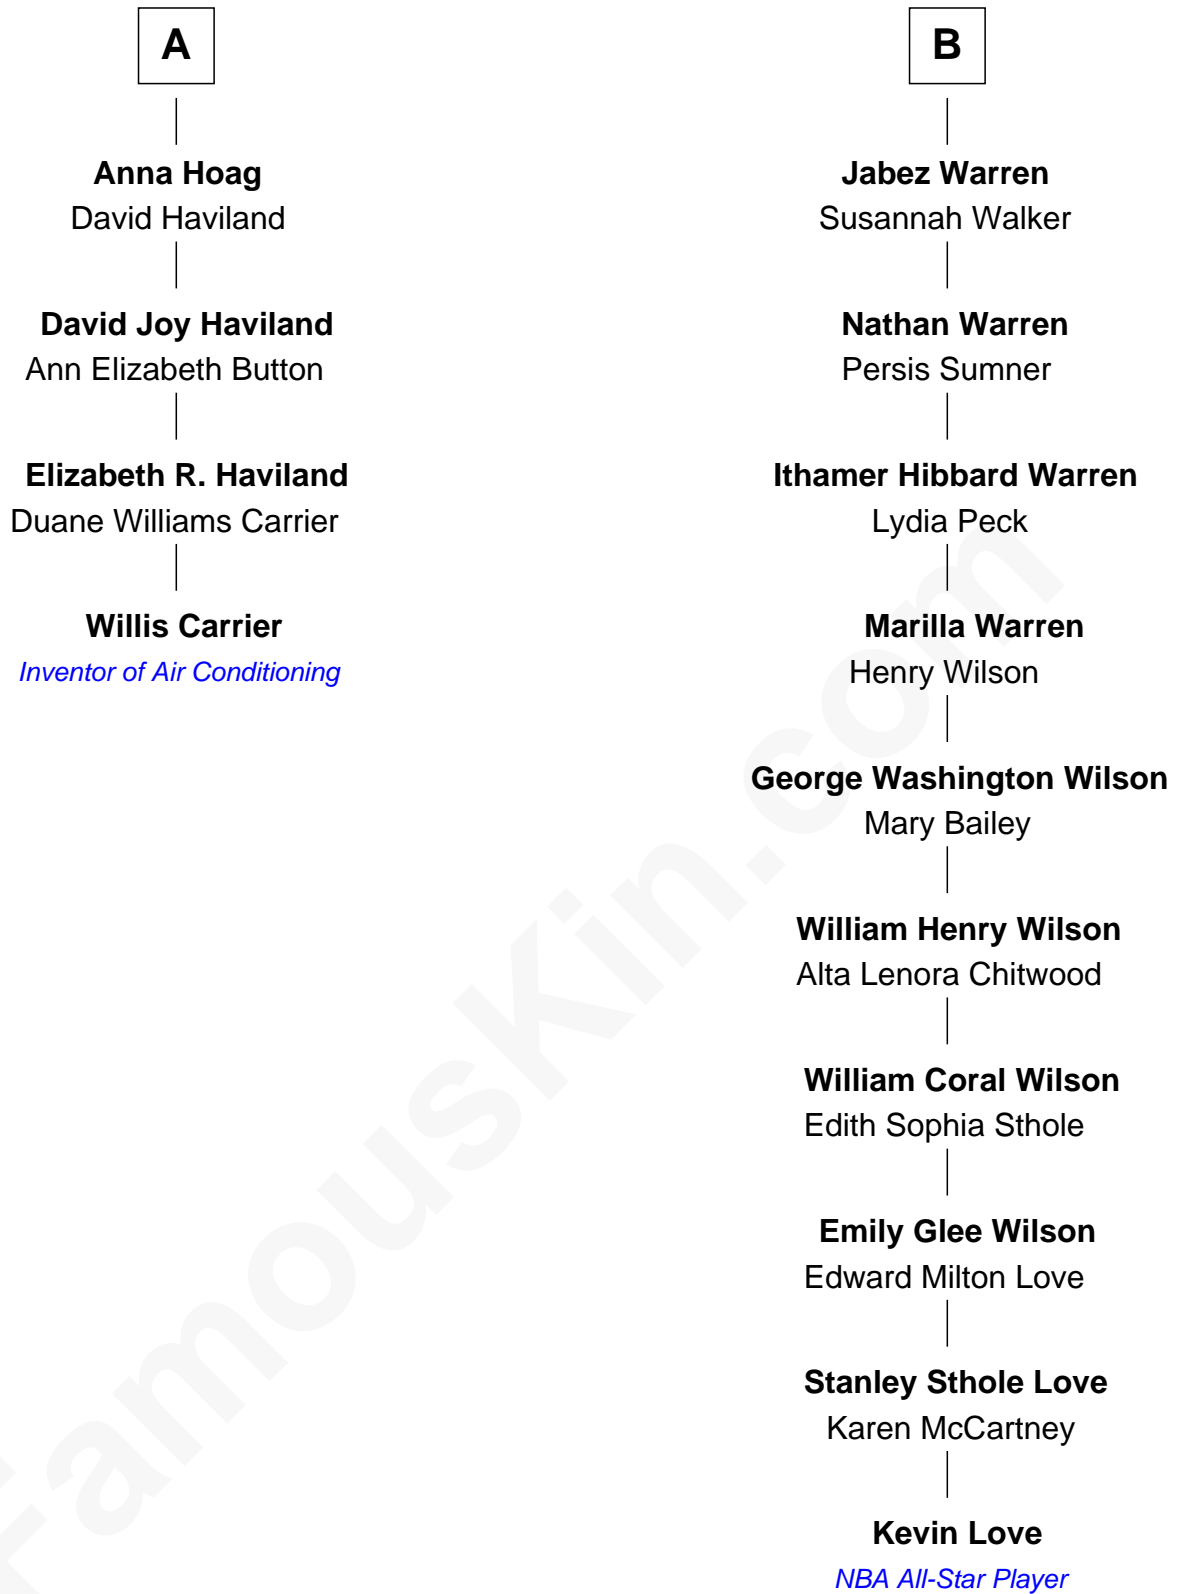 A
Anna Hoag
David Haviland
David Joy Haviland
Ann Elizabeth Button
Elizabeth R. Haviland
Duane Williams Carrier
Willis Carrier
Inventor of Air Conditioning
B
Jabez Warren
Susannah Walker
Nathan Warren
Persis Sumner
Ithamer Hibbard Warren
Lydia Peck
Marilla Warren
Henry Wilson
George Washington Wilson
Mary Bailey
William Henry Wilson
Alta Lenora Chitwood
William Coral Wilson
Edith Sophia Sthole
Emily Glee Wilson
Edward Milton Love
Stanley Sthole Love
Karen McCartney
Kevin Love
NBA All-Star Player
FamousKin.com